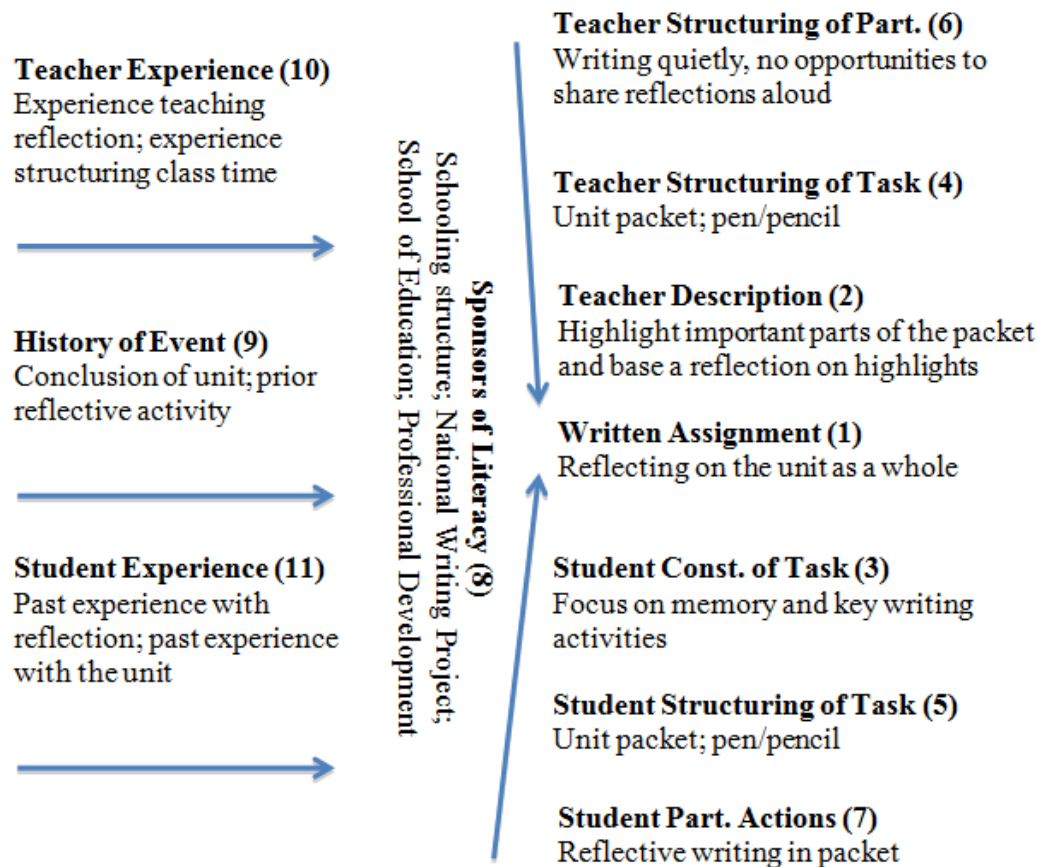 Teacher Experience (10)
Experience teaching
reflection; experience
structuring class time
History of Event (9)
Conclusion of unit; prior
reflective activity
Student Experience (11)
Past experience with
reflection; past experience
with the unit
Sponsors of Literacy (8)
Schooling structure; National Writing Project;
School of Education; Professional Development
Teacher Structuring of Part. (6)
Writing quietly, no opportunities to
share reflections aloud
Teacher Structuring of Task (4)
Unit packet; pen/pencil
Teacher Description (2)
Highlight important parts of the packet
and base a reflection on highlights
Written Assignment (1)
Reflecting on the unit as a whole
Student Const. of Task (3)
Focus on memory and key writing
activities
Student Structuring of Task (5)
Unit packet; pen/pencil
Student Part. Actions (7)
Reflective writing in packet